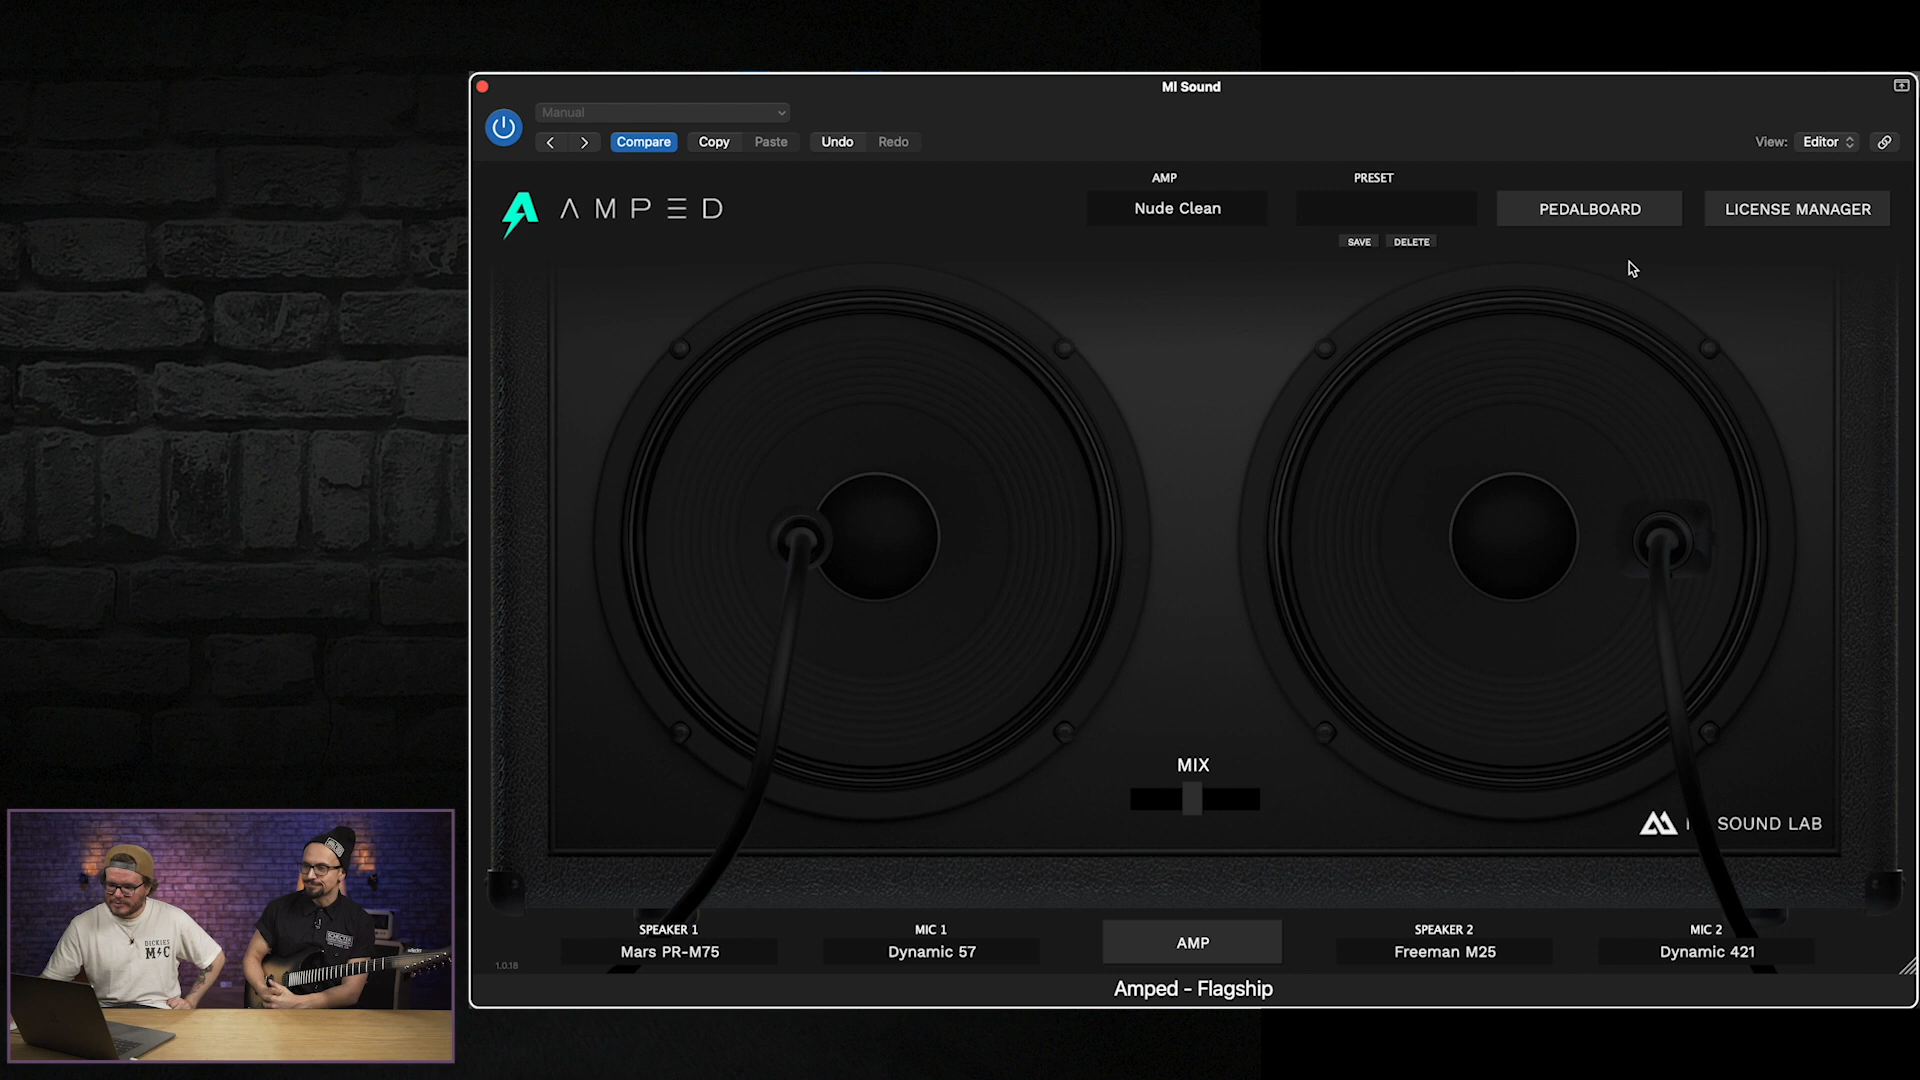 MI Sound
Manual
Compare
Copy
Paste
Undo
Redo
View:
Editor
AMPED
AMP
Nude Clean
PRESET
SAVE
DELETE
PEDALBOARD
LICENSE MANAGER
MIX
SOUND LAB
SPEAKER 1
Mars PR-M75
MIC 1
Dynamic 57
AMP
SPEAKER 2
Freeman M25
MIC 2
Dynamic 421
1.0.18
Amped - Flagship
DICKIES
SCHECTER